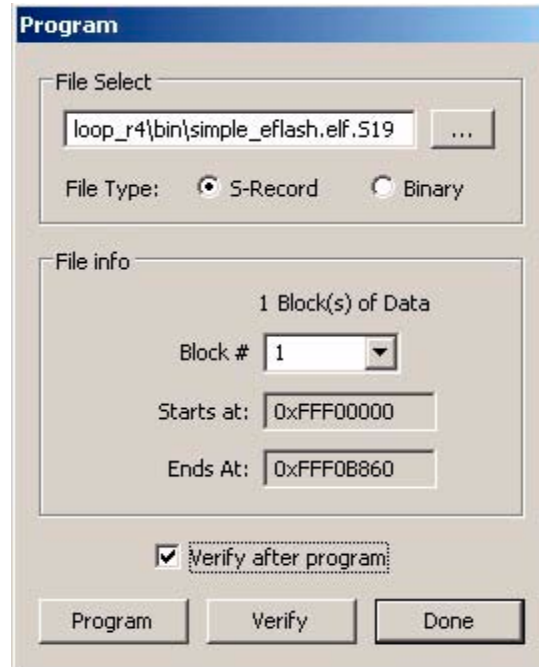 Program
File Select
loop_r4\bin\simple_eflash.elf.S19 ...
File Type: S-Record Binary
File info
1 Block(s) of Data
Block # 1
Starts at: 0xFFF00000
Ends At: 0xFFF0B860
Verify after program
Program Verify Done